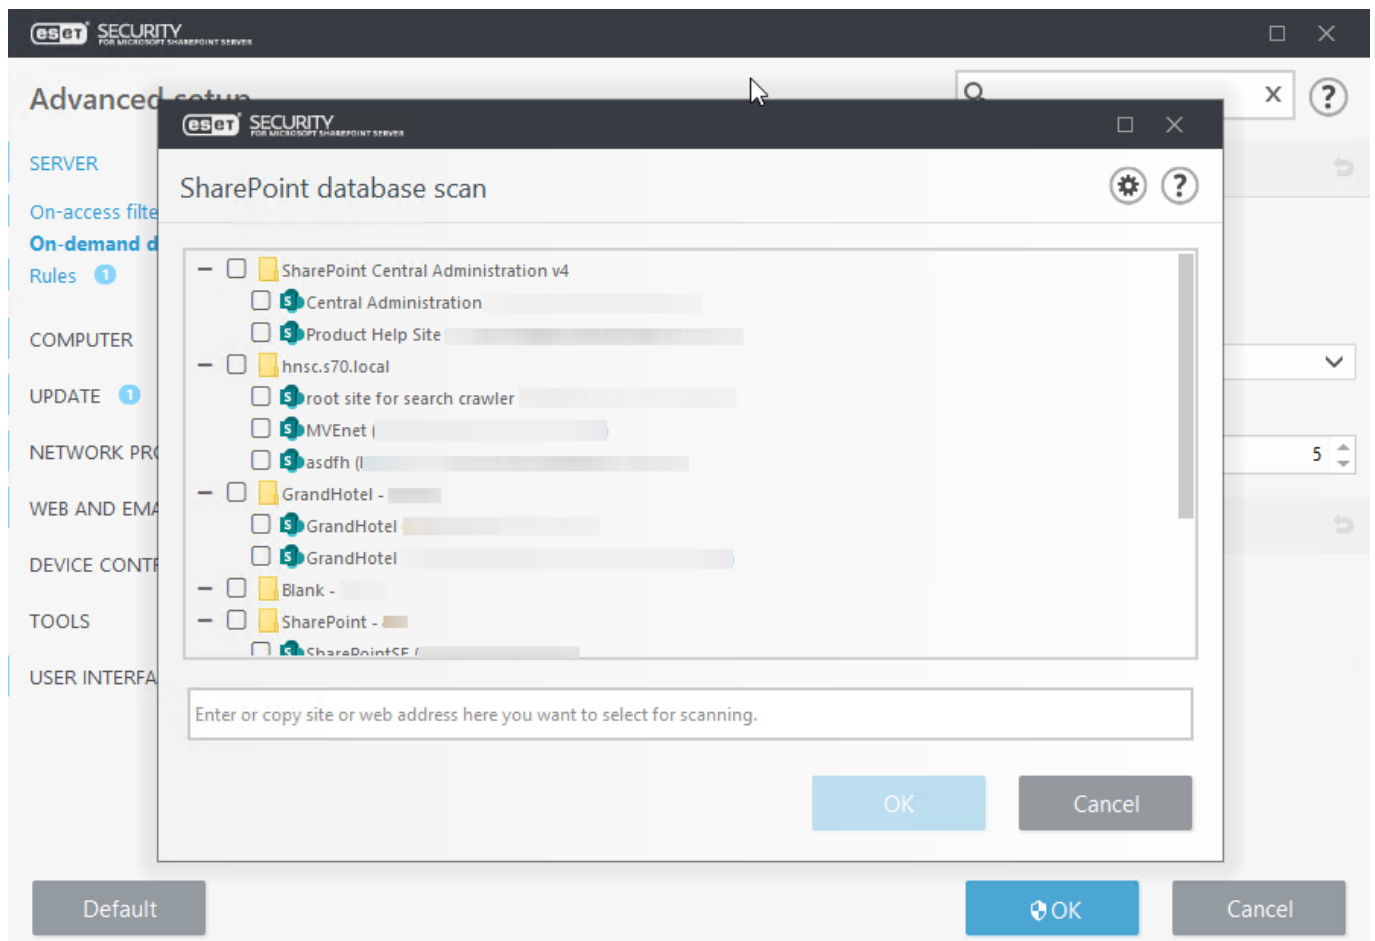 eset SECURITY
FOR MICROSOFT SHAREPOINT SERVER
Advanced setup
X
?
eset SECURITY
FOR MICROSOFT SHAREPOINT SERVER
SERVER
SharePoint database scan
?
On-access filte
On-demand d
Rules 1
COMPUTER
UPDATE 1
NETWORK PRO
WEB AND EMA
DEVICE CONTR
TOOLS
USER INTERFA
SharePoint Central Administration v4
S Central Administration
S Product Help Site
hnsc.s70.local
S root site for search crawler
S MVEnet (
S asdfh (
5
GrandHotel -
S GrandHotel
S GrandHotel
Blank -
SharePoint -
S SharePointSE (
Enter or copy site or web address here you want to select for scanning.
OK
Cancel
Default
OK
Cancel